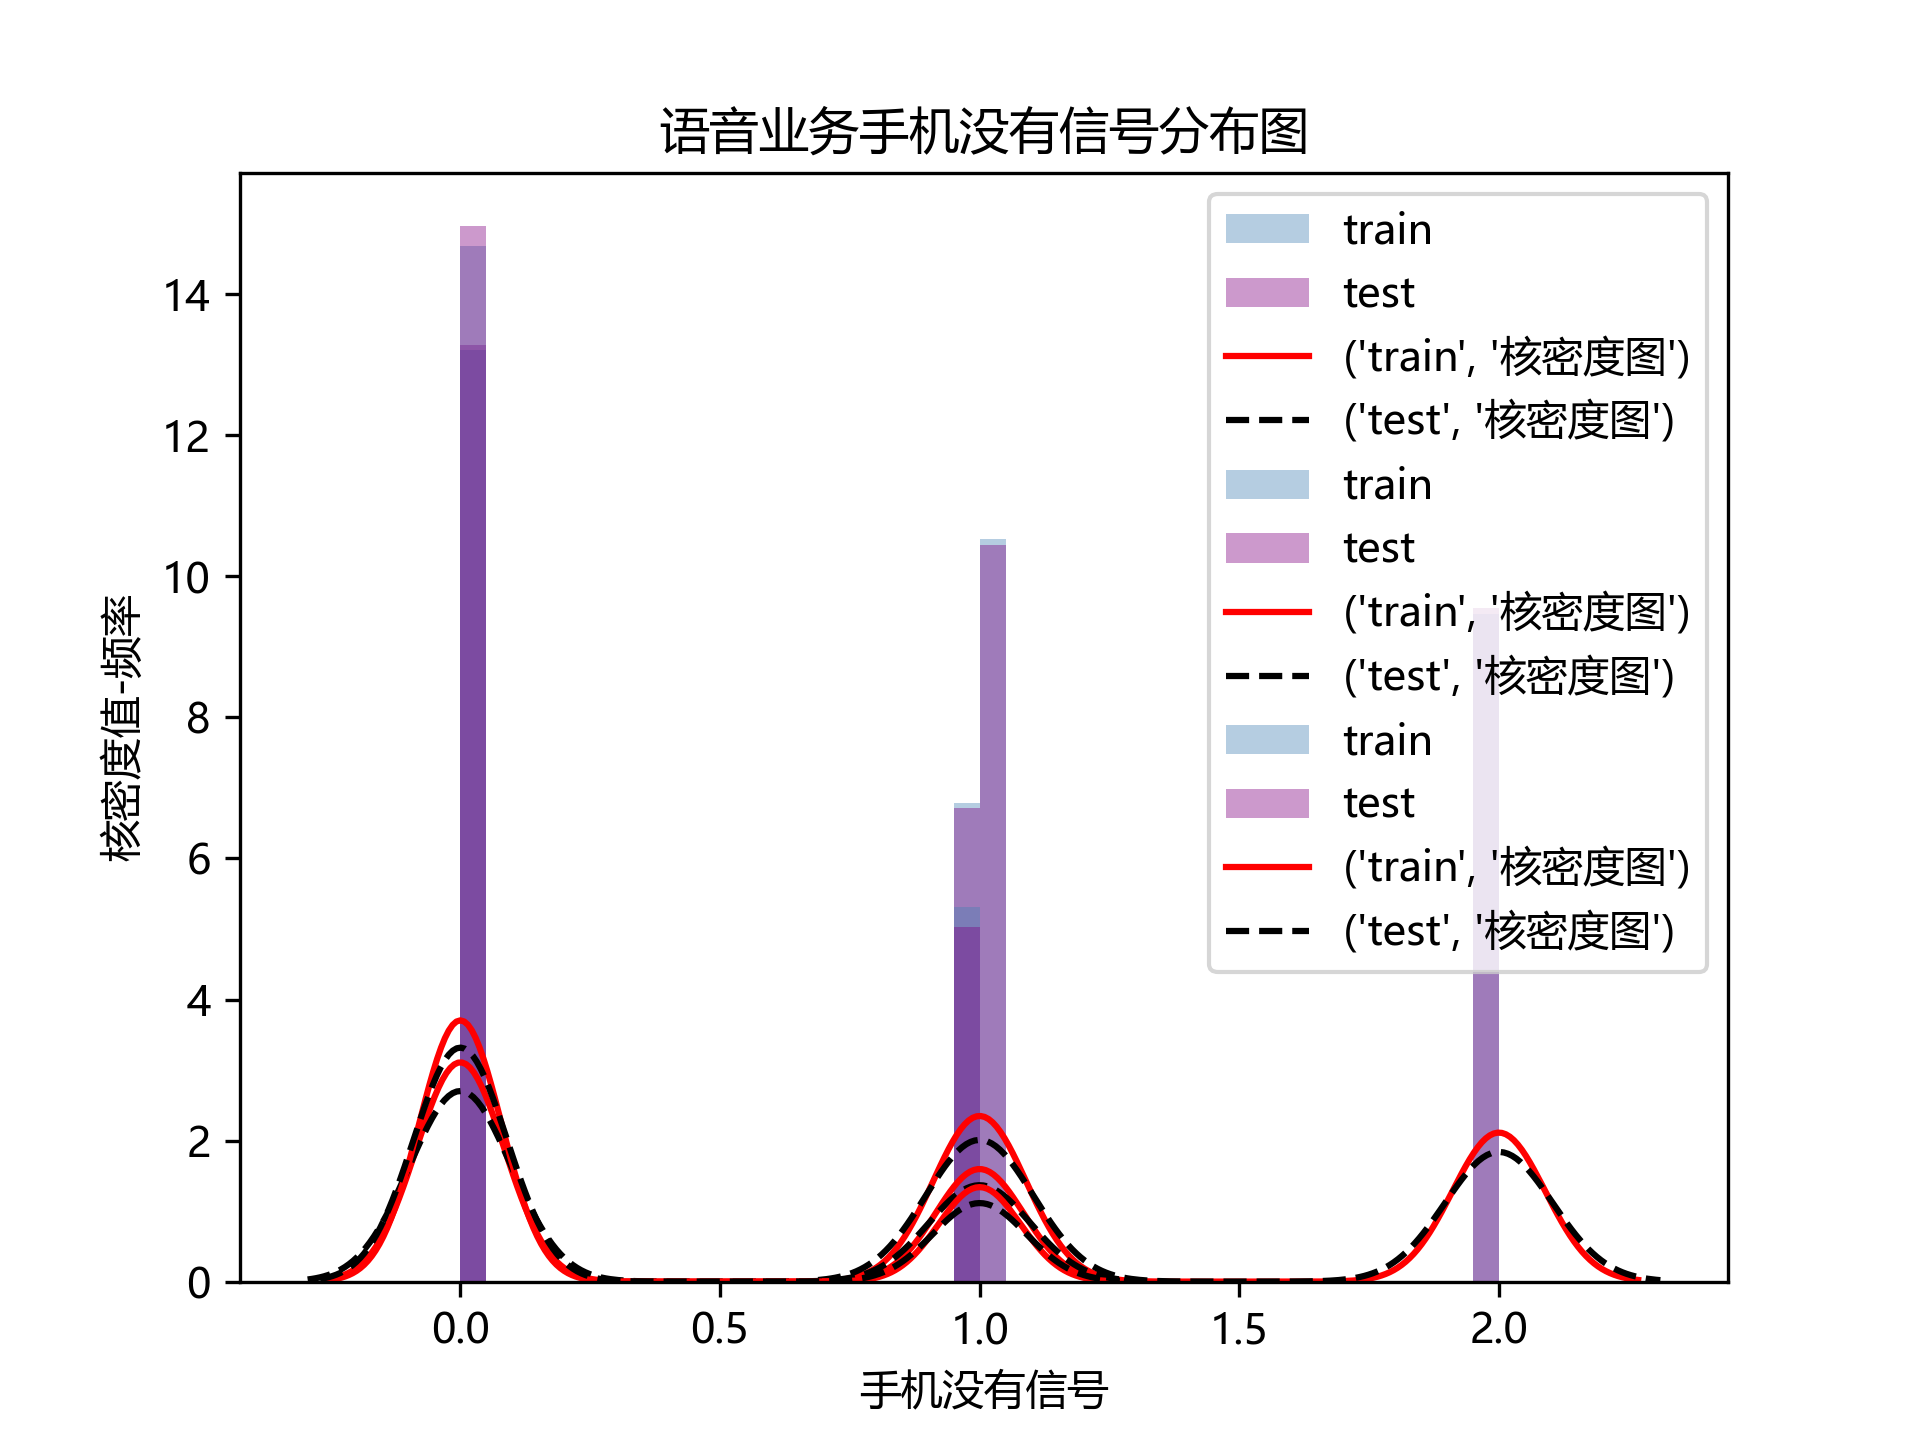 语音业务手机没有信号分布图
核密度值-频率
14
12
10
8
6
4
2
0
0.0
0.5
1.0
1.5
2.0
手机没有信号
train
test
('train', '核密度图')
('test', '核密度图')
train
test
('train', '核密度图')
('test', '核密度图')
train
test
('train', '核密度图')
('test', '核密度图')